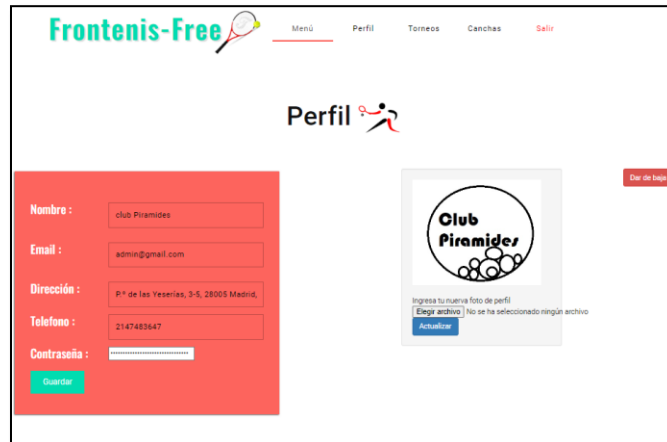 Frontenis-Free
Menú Perfil Torneos Canchas Salir
Perfil
Dar de baja
Nombre : club Piramides
Email : admin@gmail.com
Dirección : P.º de las Yeserías, 3-5, 28005 Madrid,
Telefono : 2147483647
Contraseña :
Guardar
Club
Piramides
Ingresa tu nuerva foto de perfil
Elegir archivo No se ha seleccionado ningún archivo
Actualizar